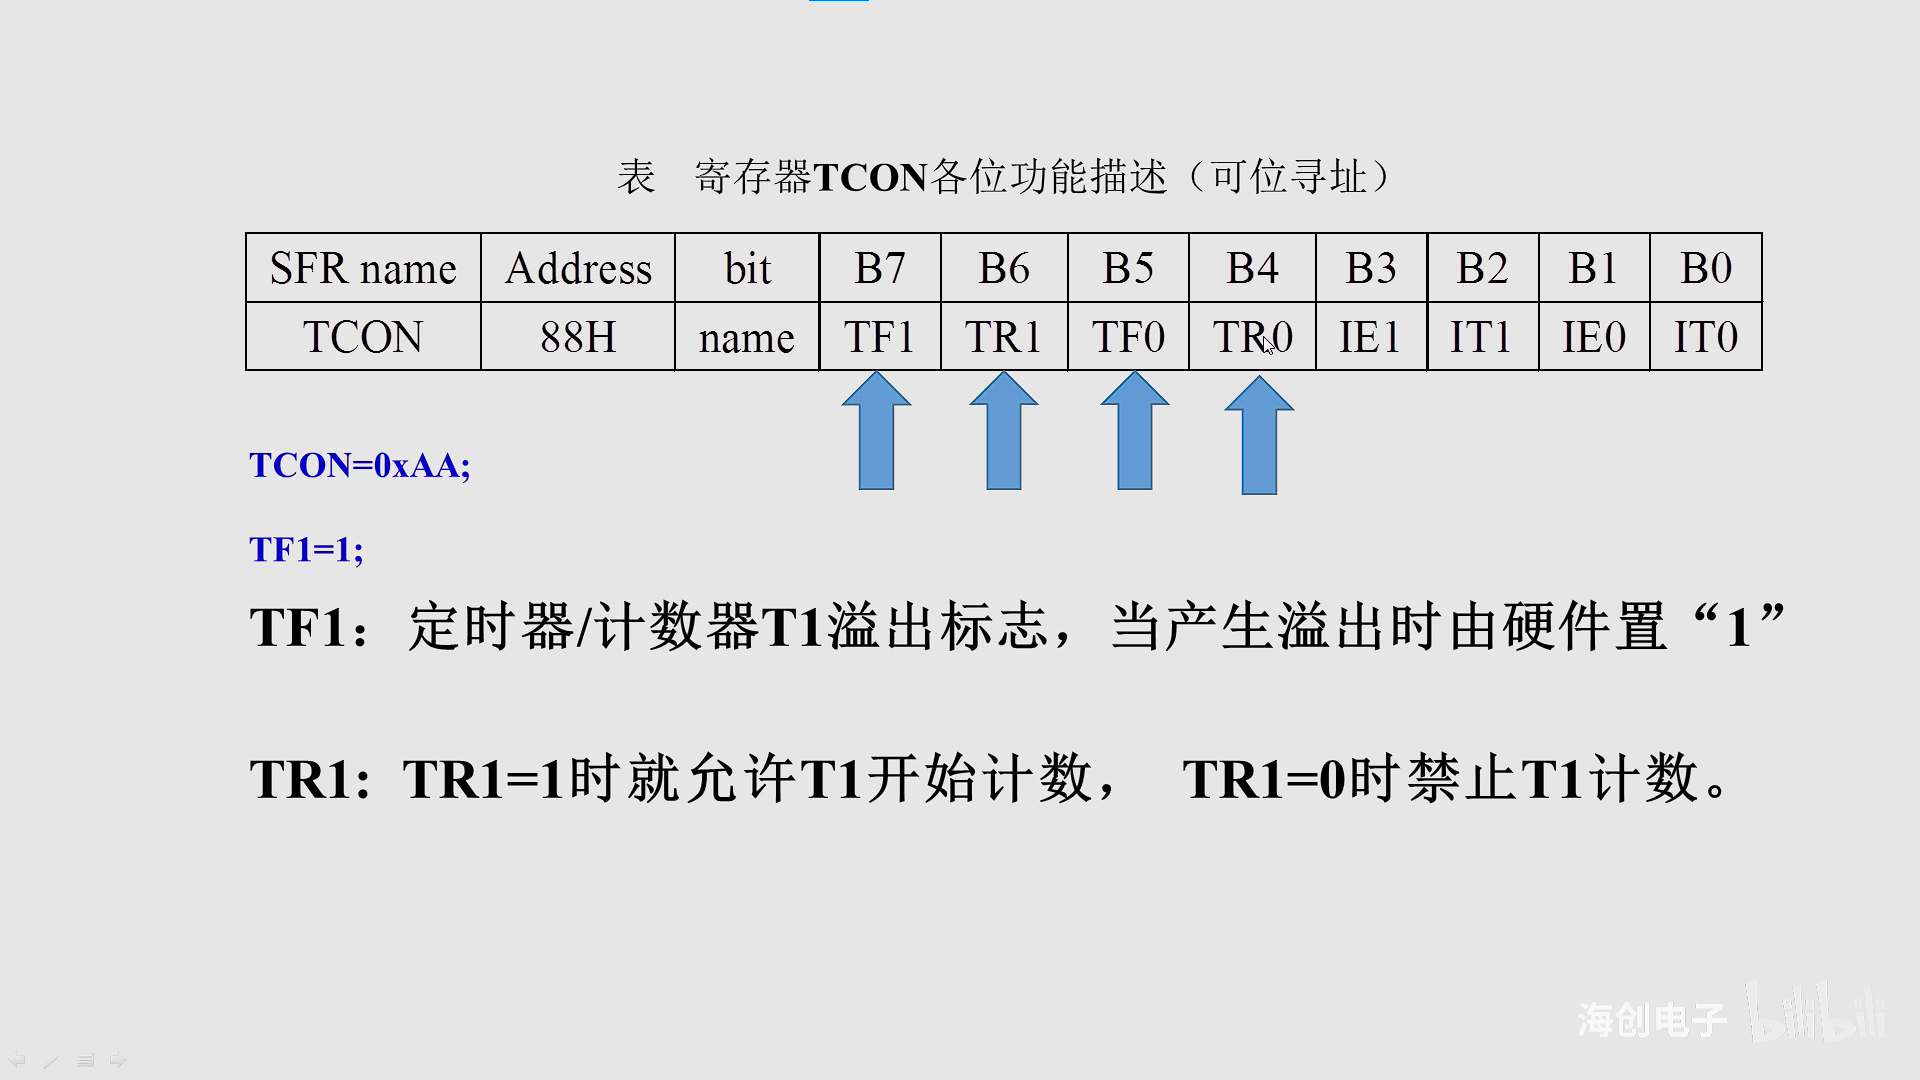 表 寄存器TCON各位功能描述（可位寻址）
SFR name Address bit B7 B6 B5 B4 B3 B2 B1 B0
TCON 88H name TF1 TR1 TF0 TR0 IE1 IT1 IE0 IT0
TCON=0xAA;
TF1=1;
TF1：定时器/计数器T1溢出标志，当产生溢出时由硬件置“1”
TR1: TR1=1时就允许T1开始计数， TR1=0时禁止T1计数。
海创电子 bilibili